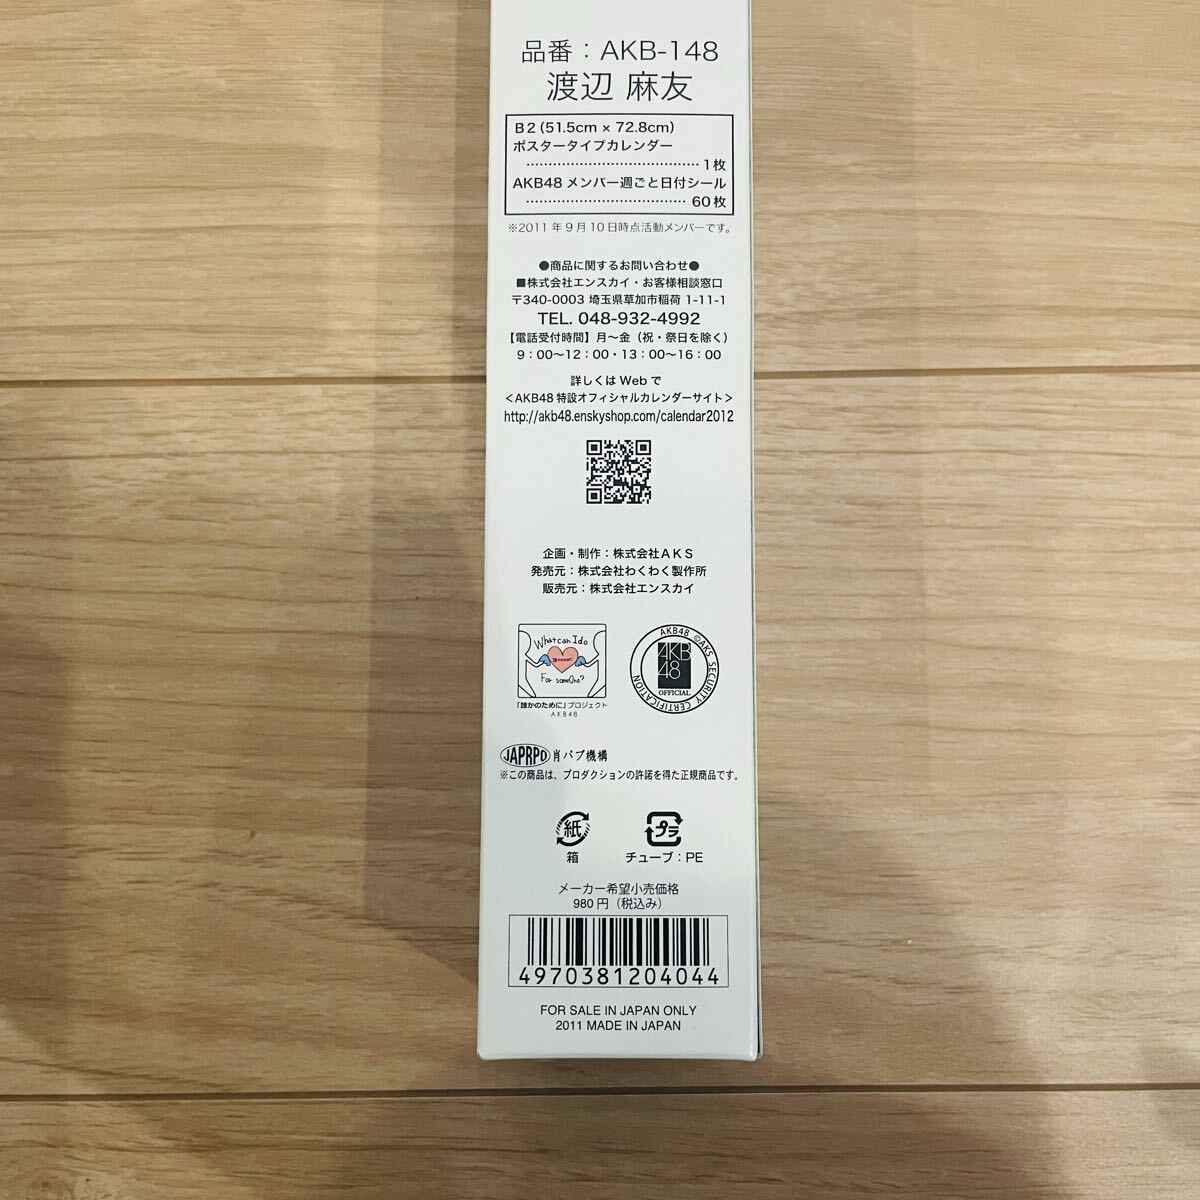 品番：AKB-148
渡辺 麻友
B2（51.5cm × 72.8cm）
ポスタータイプカレンダー
……………………………………1枚
AKB48 メンバー週ごと日付シール
…………………………………60枚
※2011年9月10日時点活動メンバーです。
●商品に関するお問い合わせ●
■株式会社エンスカイ・お客様相談窓口
〒340-0003 埼玉県草加市稲荷 1-11-1
TEL. 048-932-4992
【電話受付時間】月〜金（祝・祭日を除く）
9：00〜12：00・13：00〜16：00
詳しくは Web で
＜AKB48 特設オフィシャルカレンダーサイト＞
http://akb48.enskyshop.com/calendar2012
企画・制作：株式会社AKS
発売元：株式会社わくわく製作所
販売元：株式会社エンスカイ
What can I do
For someOne?
「誰かのために」プロジェクト
AKB48
AKB48 ©AKS SECURITY CERTIFICATION
AKB
48
OFFICIAL
JAPRPO 肖パブ機構
※この商品は、プロダクションの許諾を得た正規商品です。
紙
箱
プラ
チューブ：PE
メーカー希望小売価格
980円（税込み）
4970381204044
FOR SALE IN JAPAN ONLY
2011 MADE IN JAPAN